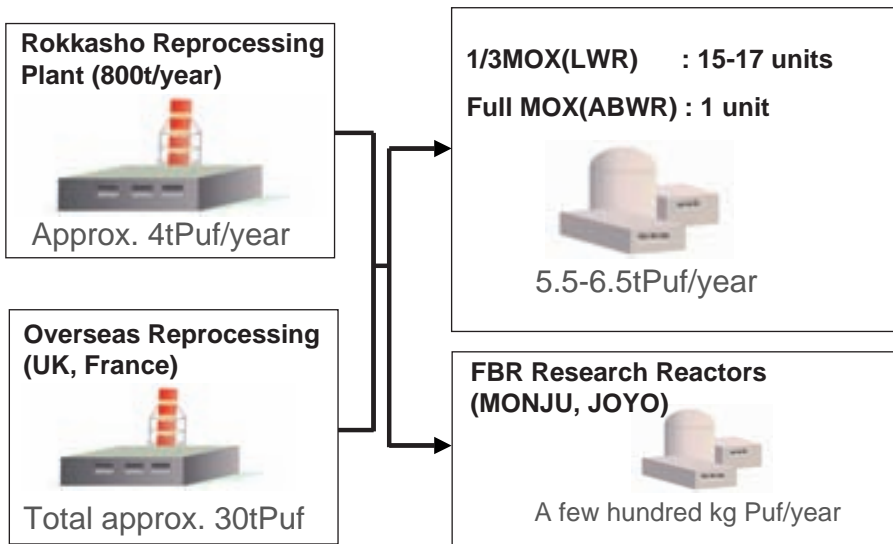 Rokkasho Reprocessing
Plant (800t/year)
Approx. 4tPuf/year
Overseas Reprocessing
(UK, France)
Total approx. 30tPuf
1/3MOX(LWR) : 15-17 units
Full MOX(ABWR) : 1 unit
5.5-6.5tPuf/year
FBR Research Reactors
(MONJU, JOYO)
A few hundred kg Puf/year